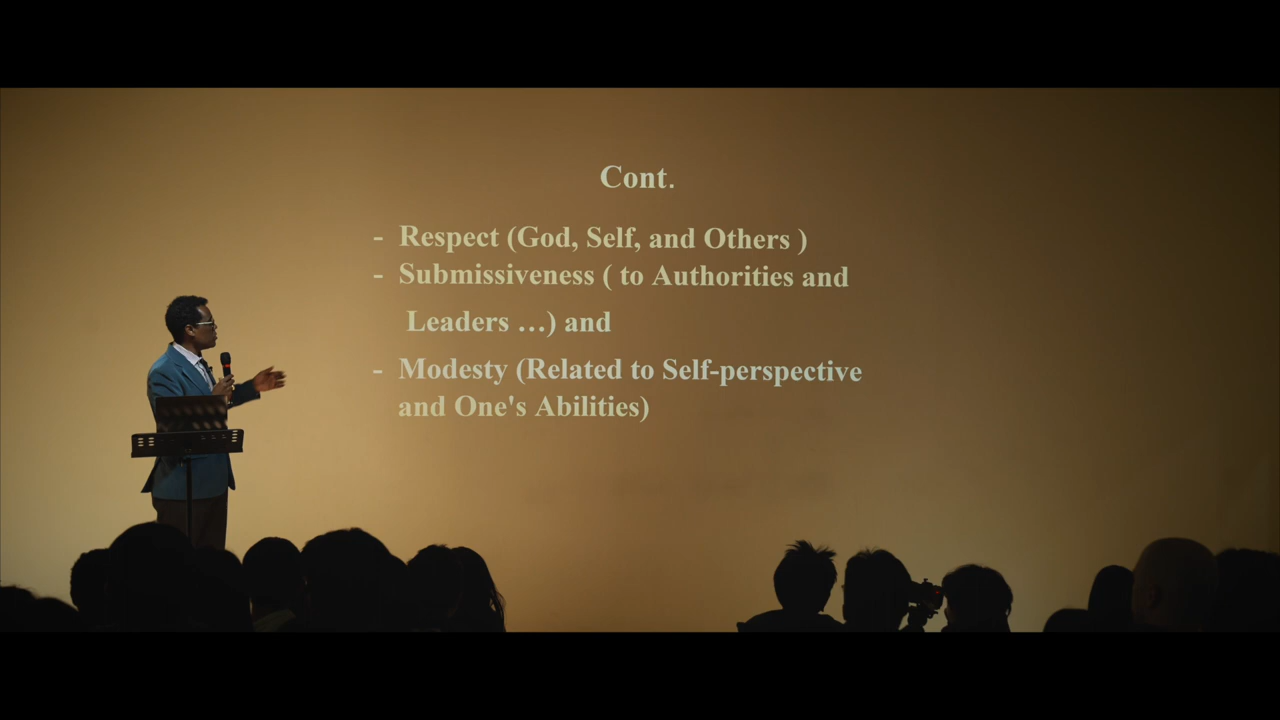 Cont.
- Respect (God, Self, and Others )
- Submissiveness ( to Authorities and
Leaders ...) and
- Modesty (Related to Self-perspective
and One's Abilities)